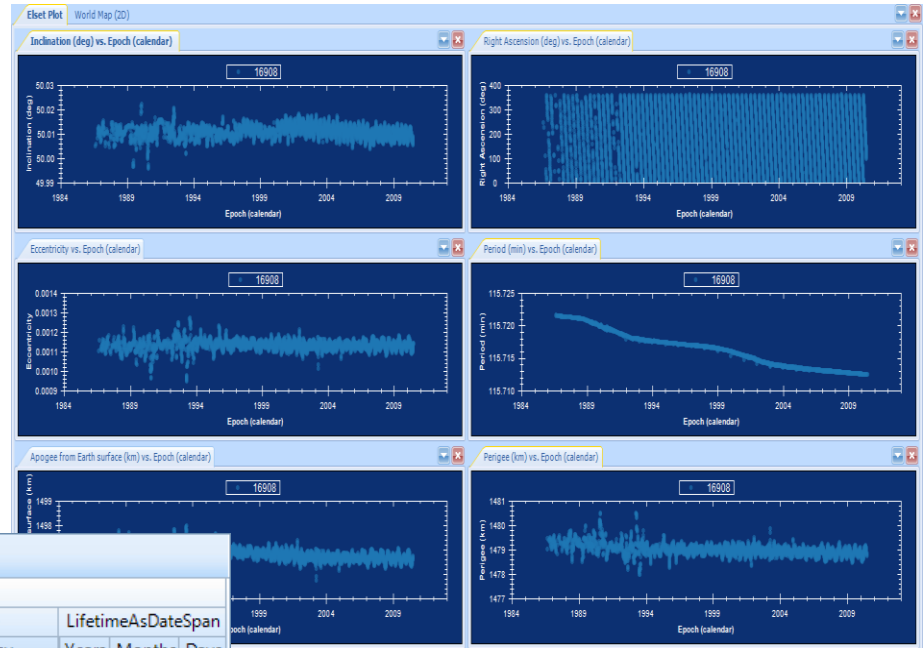 Elset Plot World Map (2D)
Inclination (deg) vs. Epoch (calendar)
16908
Inclination (deg)
50.03
50.02
50.01
50.00
49.99
1984 1989 1994 1999 2004 2009
Epoch (calendar)
Right Ascension (deg) vs. Epoch (calendar)
16908
Right Ascension (deg)
400
300
200
100
0
1984 1989 1994 1999 2004 2009
Epoch (calendar)
Eccentricity vs. Epoch (calendar)
16908
Eccentricity
0.0014
0.0013
0.0012
0.0011
0.0010
0.0009
1984 1989 1994 1999 2004 2009
Epoch (calendar)
Period (min) vs. Epoch (calendar)
16908
Period (min)
115.725
115.720
115.715
115.710
1984 1989 1994 1999 2004 2009
Epoch (calendar)
Apogee from Earth surface (km) vs. Epoch (calendar)
16908
surface (km)
1499
1498
1999 2004 2009
Epoch (calendar)
Perigee (km) vs. Epoch (calendar)
16908
Perigee (km)
1481
1480
1479
1478
1477
1984 1989 1994 1999 2004 2009
Epoch (calendar)
LifetimeAsDateSpan
Years Months Days